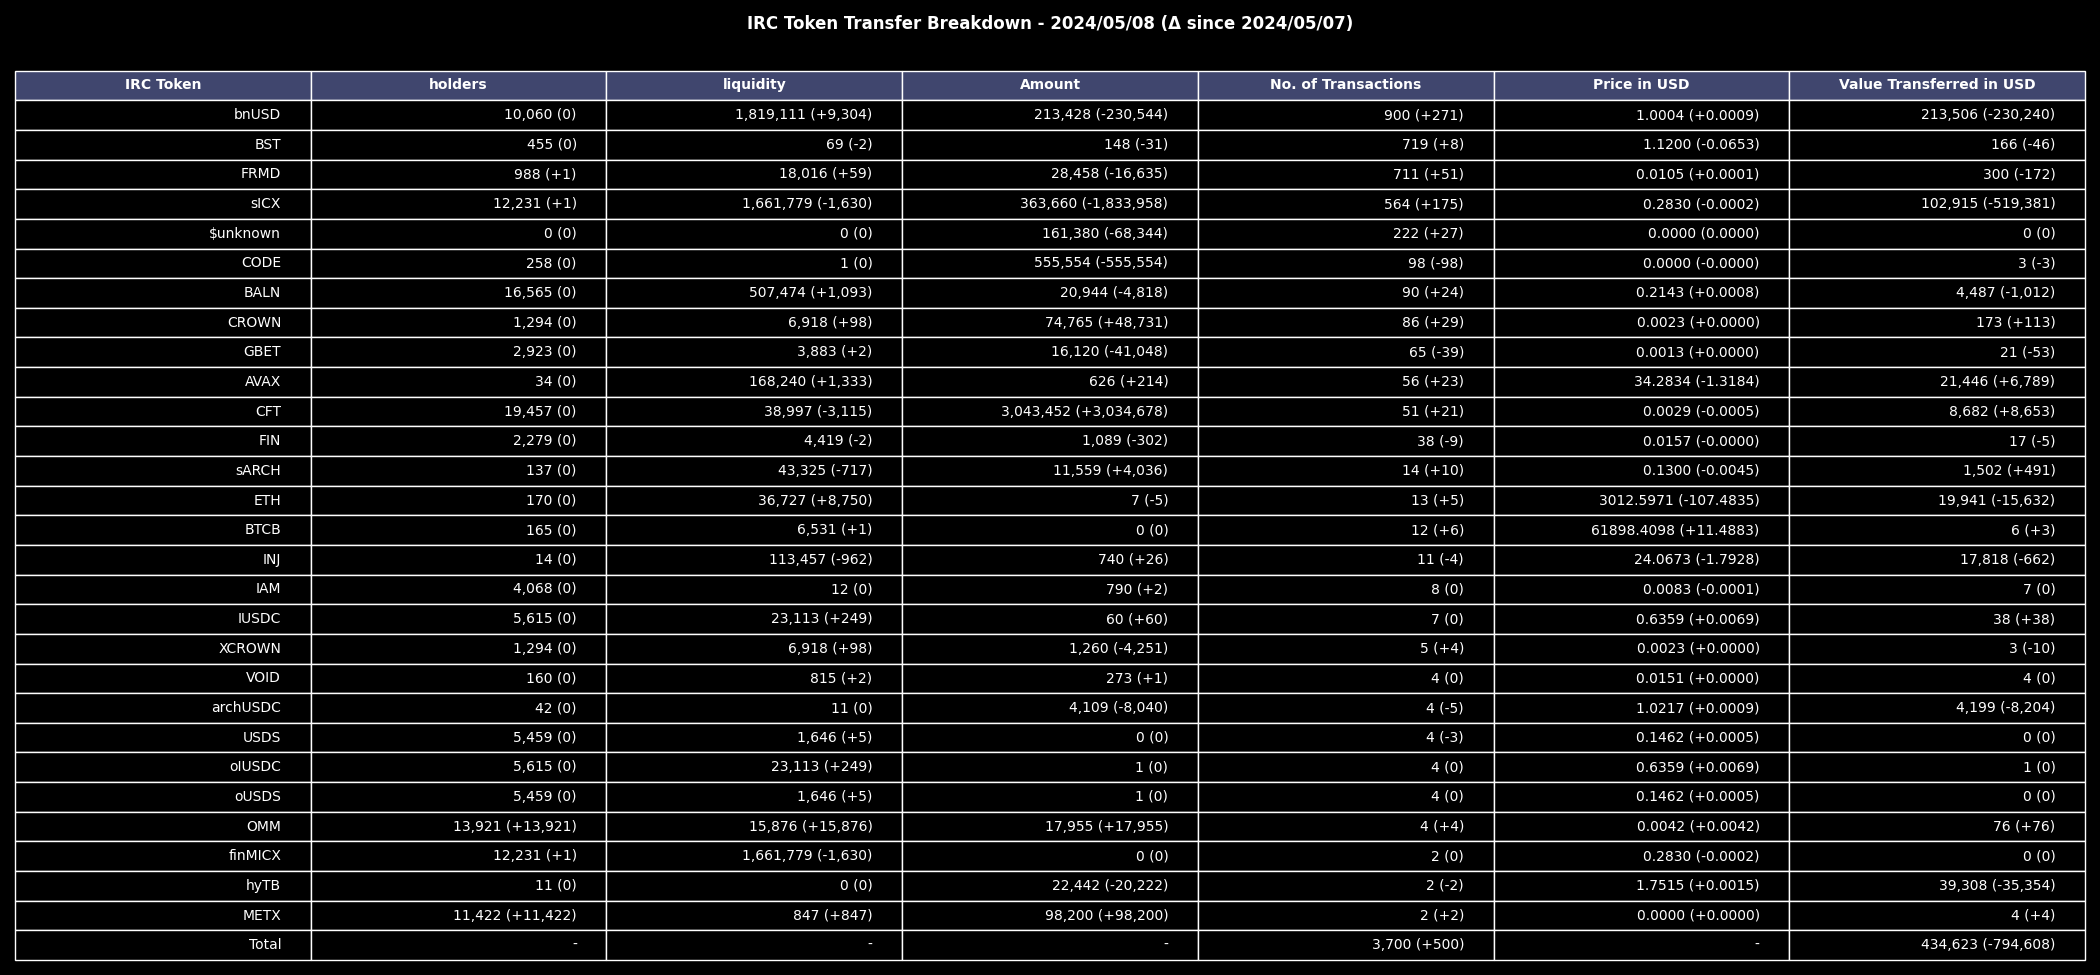 IRC Token Transfer Breakdown - 2024/05/08 (Δ since 2024/05/07)
IRC Token holders liquidity Amount No. of Transactions Price in USD Value Transferred in USD
bnUSD 10,060 (0) 1,819,111 (+9,304) 213,428 (-230,544) 900 (+271) 1.0004 (+0.0009) 213,506 (-230,240)
BST 455 (0) 69 (-2) 148 (-31) 719 (+8) 1.1200 (-0.0653) 166 (-46)
FRMD 988 (+1) 18,016 (+59) 28,458 (-16,635) 711 (+51) 0.0105 (+0.0001) 300 (-172)
sICX 12,231 (+1) 1,661,779 (-1,630) 363,660 (-1,833,958) 564 (+175) 0.2830 (-0.0002) 102,915 (-519,381)
$unknown 0 (0) 0 (0) 161,380 (-68,344) 222 (+27) 0.0000 (0.0000) 0 (0)
CODE 258 (0) 1 (0) 555,554 (-555,554) 98 (-98) 0.0000 (-0.0000) 3 (-3)
BALN 16,565 (0) 507,474 (+1,093) 20,944 (-4,818) 90 (+24) 0.2143 (+0.0008) 4,487 (-1,012)
CROWN 1,294 (0) 6,918 (+98) 74,765 (+48,731) 86 (+29) 0.0023 (+0.0000) 173 (+113)
GBET 2,923 (0) 3,883 (+2) 16,120 (-41,048) 65 (-39) 0.0013 (+0.0000) 21 (-53)
AVAX 34 (0) 168,240 (+1,333) 626 (+214) 56 (+23) 34.2834 (-1.3184) 21,446 (+6,789)
CFT 19,457 (0) 38,997 (-3,115) 3,043,452 (+3,034,678) 51 (+21) 0.0029 (-0.0005) 8,682 (+8,653)
FIN 2,279 (0) 4,419 (-2) 1,089 (-302) 38 (-9) 0.0157 (-0.0000) 17 (-5)
sARCH 137 (0) 43,325 (-717) 11,559 (+4,036) 14 (+10) 0.1300 (-0.0045) 1,502 (+491)
ETH 170 (0) 36,727 (+8,750) 7 (-5) 13 (+5) 3012.5971 (-107.4835) 19,941 (-15,632)
BTCB 165 (0) 6,531 (+1) 0 (0) 12 (+6) 61898.4098 (+11.4883) 6 (+3)
INJ 14 (0) 113,457 (-962) 740 (+26) 11 (-4) 24.0673 (-1.7928) 17,818 (-662)
IAM 4,068 (0) 12 (0) 790 (+2) 8 (0) 0.0083 (-0.0001) 7 (0)
IUSDC 5,615 (0) 23,113 (+249) 60 (+60) 7 (0) 0.6359 (+0.0069) 38 (+38)
XCROWN 1,294 (0) 6,918 (+98) 1,260 (-4,251) 5 (+4) 0.0023 (+0.0000) 3 (-10)
VOID 160 (0) 815 (+2) 273 (+1) 4 (0) 0.0151 (+0.0000) 4 (0)
archUSDC 42 (0) 11 (0) 4,109 (-8,040) 4 (-5) 1.0217 (+0.0009) 4,199 (-8,204)
USDS 5,459 (0) 1,646 (+5) 0 (0) 4 (-3) 0.1462 (+0.0005) 0 (0)
oIUSDC 5,615 (0) 23,113 (+249) 1 (0) 4 (0) 0.6359 (+0.0069) 1 (0)
oUSDS 5,459 (0) 1,646 (+5) 1 (0) 4 (0) 0.1462 (+0.0005) 0 (0)
OMM 13,921 (+13,921) 15,876 (+15,876) 17,955 (+17,955) 4 (+4) 0.0042 (+0.0042) 76 (+76)
finMICX 12,231 (+1) 1,661,779 (-1,630) 0 (0) 2 (0) 0.2830 (-0.0002) 0 (0)
hyTB 11 (0) 0 (0) 22,442 (-20,222) 2 (-2) 1.7515 (+0.0015) 39,308 (-35,354)
METX 11,422 (+11,422) 847 (+847) 98,200 (+98,200) 2 (+2) 0.0000 (+0.0000) 4 (+4)
Total - - - 3,700 (+500) - 434,623 (-794,608)